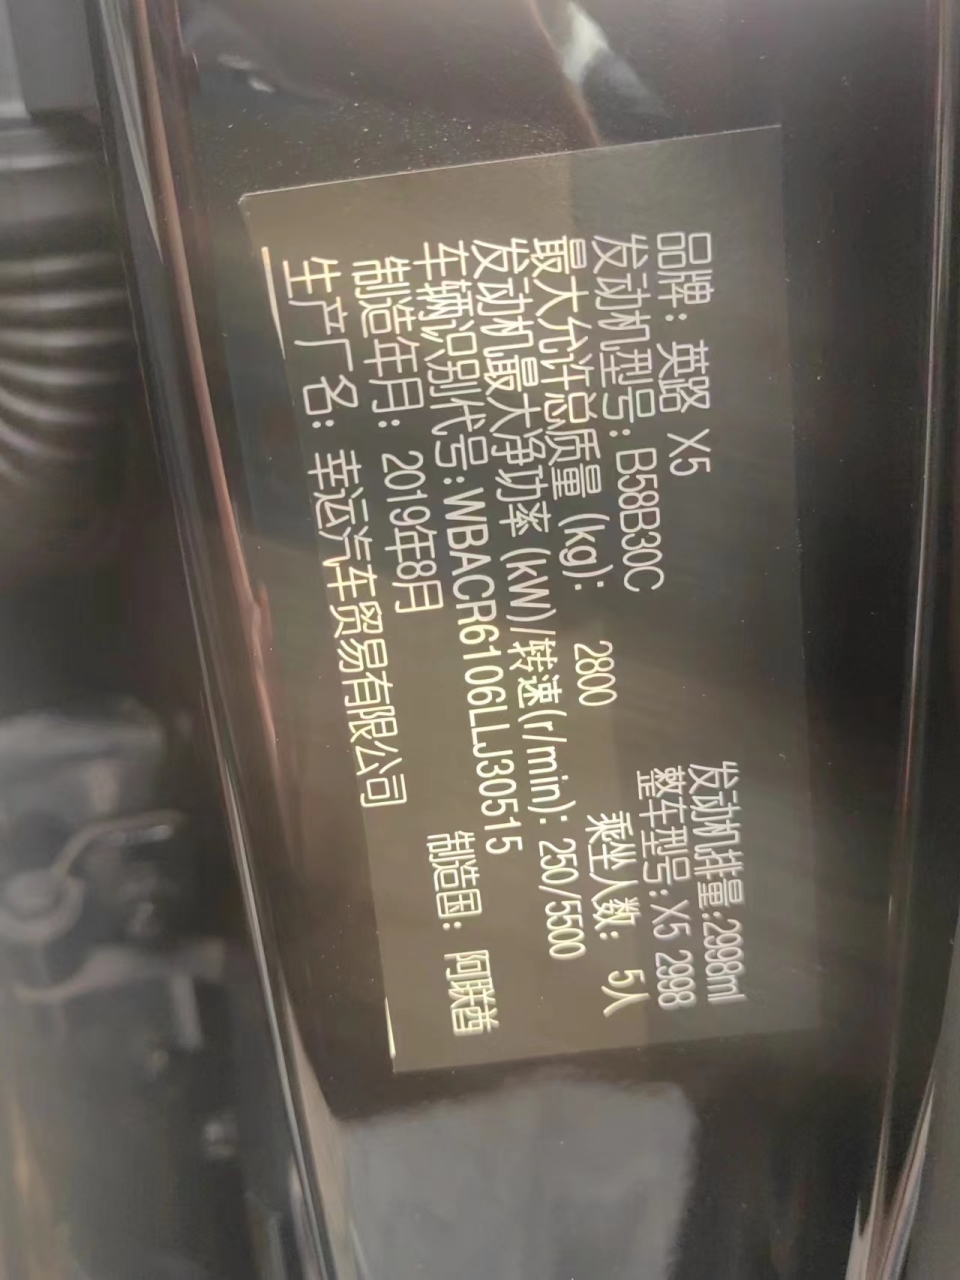 品牌: 英路 X5
发动机排量:2998ml
发动机型号:B58B30C
整车型号:X5 2998
最大允许总质量(kg): 2800
乘坐人数: 5人
发动机最大净功率(kW)/转速(r/min): 250/5500
车辆识别代号:WBACR6106LLJ30515
制造年月: 2019年8月
制造国: 阿联酋
生产厂名: 幸运汽车贸易有限公司